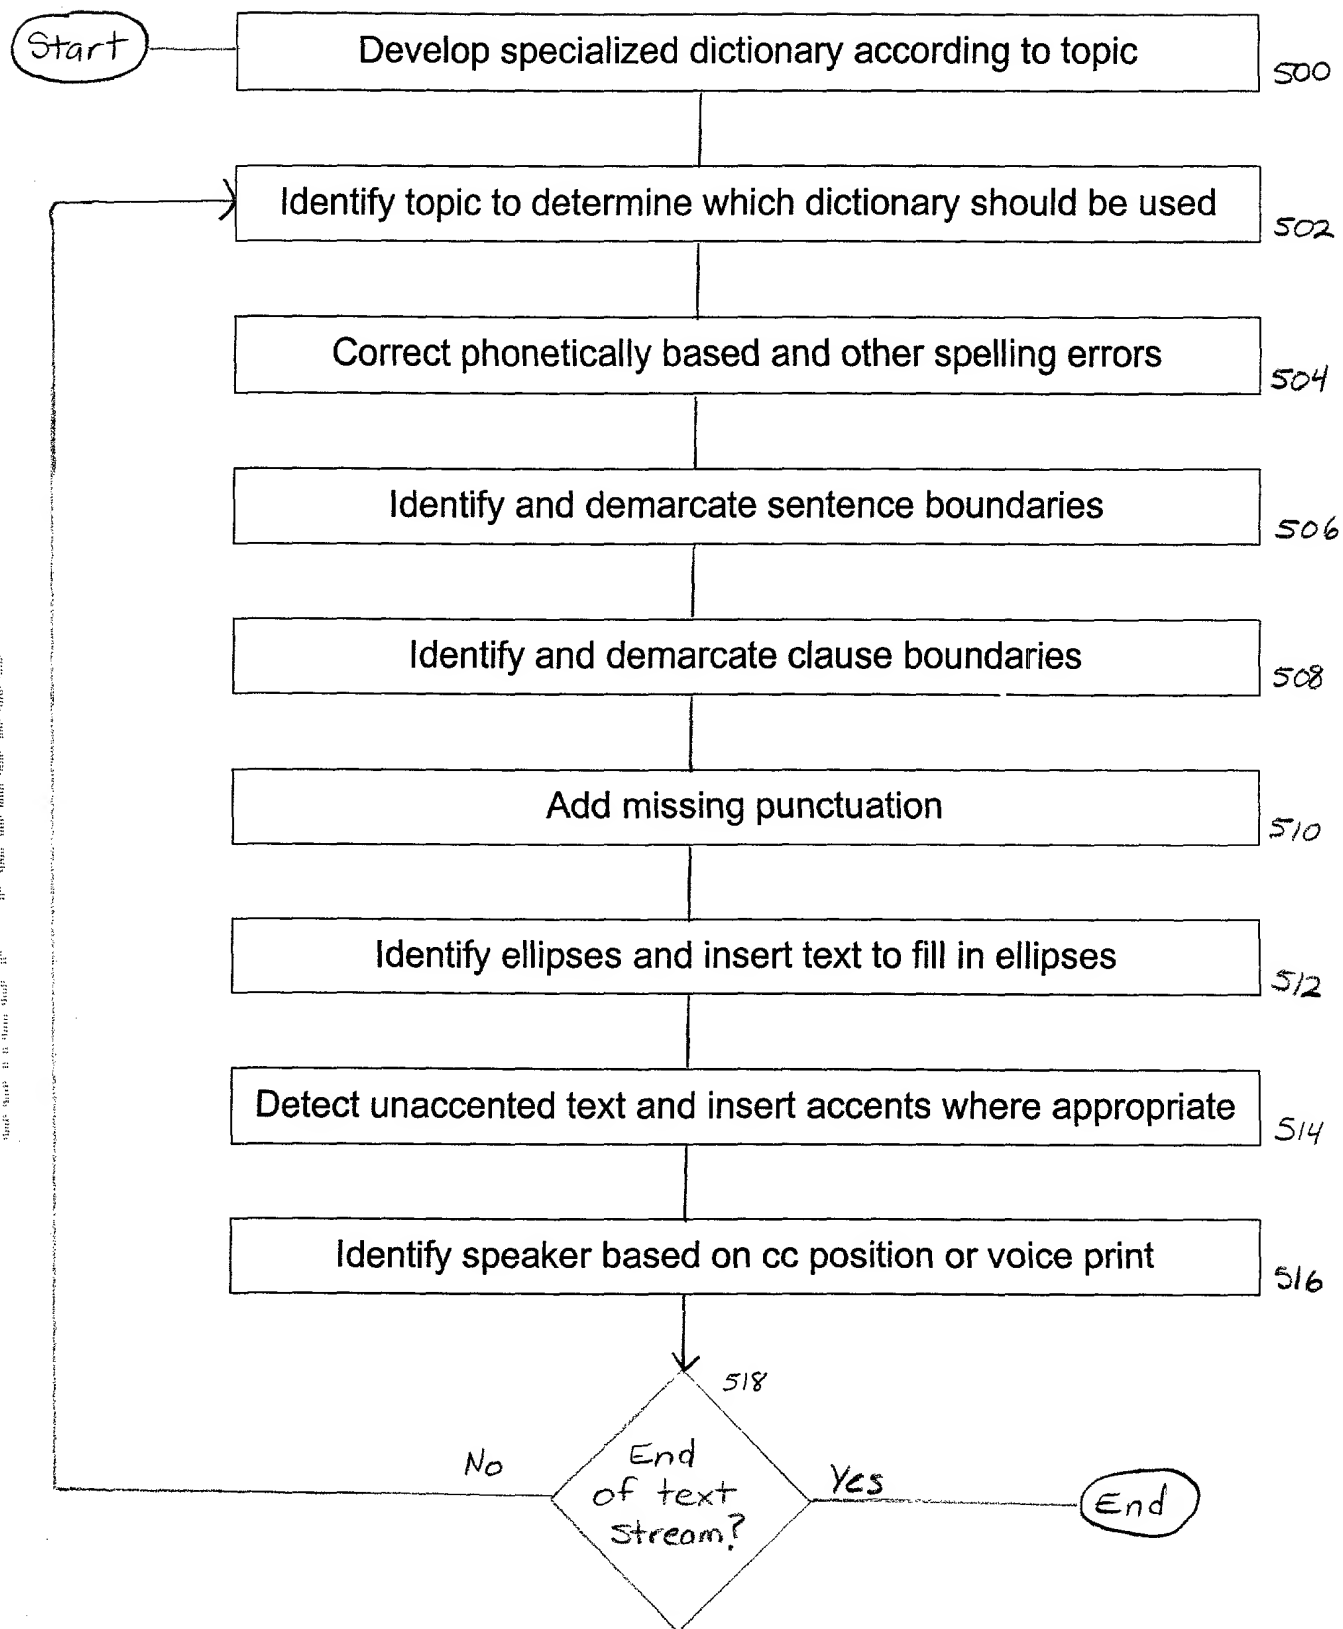 Start
Develop specialized dictionary according to topic
500
Identify topic to determine which dictionary should be used
502
Correct phonetically based and other spelling errors
504
Identify and demarcate sentence boundaries
506
Identify and demarcate clause boundaries
508
Add missing punctuation
510
Identify ellipses and insert text to fill in ellipses
512
Detect unaccented text and insert accents where appropriate
514
Identify speaker based on cc position or voice print
516
518
No
End
of text
stream?
Yes
End